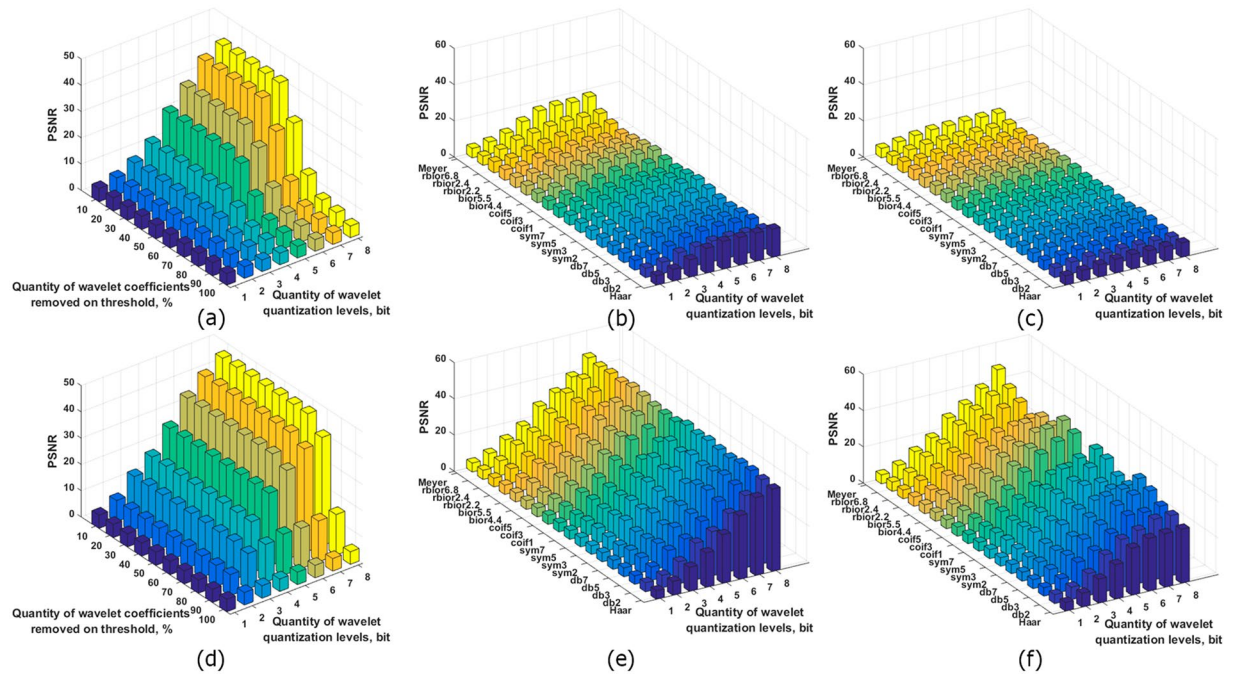 50
40
30
20
10
0
PSNR
10
20
30
40
50
60
70
80
90
100
1
2
3
4
5
6
7
8
Quantity of wavelet coefficients
removed on threshold, %
Quantity of wavelet
quantization levels, bit
(a)
60
40
20
0
PSNR
Meyer
rbior6.8
rbior2.4
rbior2.2
bior5.5
bior4.4
coif5
coif3
coif1
sym7
sym5
sym3
sym2
db7
db5
db3
db2
Haar
1
2
3
4
5
6
7
8
Quantity of wavelet
quantization levels, bit
(b)
60
40
20
0
PSNR
Meyer
rbior6.8
rbior2.4
rbior2.2
bior5.5
bior4.4
coif5
coif3
coif1
sym7
sym5
sym3
sym2
db7
db5
db3
db2
Haar
1
2
3
4
5
6
7
8
Quantity of wavelet
quantization levels, bit
(c)
50
40
30
20
10
0
PSNR
10
20
30
40
50
60
70
80
90
100
1
2
3
4
5
6
7
8
Quantity of wavelet coefficients
removed on threshold, %
Quantity of wavelet
quantization levels, bit
(d)
60
40
20
0
PSNR
Meyer
rbior6.8
rbior2.4
rbior2.2
bior5.5
bior4.4
coif5
coif3
coif1
sym7
sym5
sym3
sym2
db7
db5
db3
db2
Haar
1
2
3
4
5
6
7
8
Quantity of wavelet
quantization levels, bit
(e)
60
40
20
0
PSNR
Meyer
rbior6.8
rbior2.4
rbior2.2
bior5.5
bior4.4
coif5
coif3
coif1
sym7
sym5
sym3
sym2
db7
db5
db3
db2
Haar
1
2
3
4
5
6
7
8
Quantity of wavelet
quantization levels, bit
(f)